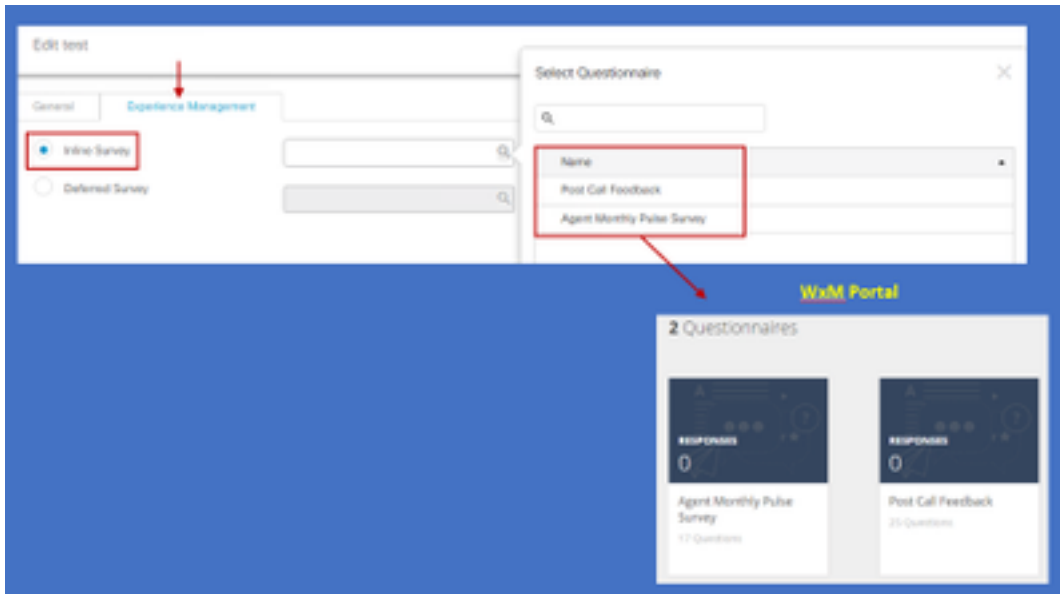 Edit test
General
Experience Management
Inline Survey
Deferred Survey
Select Questionnaire
Name
Post Call Feedback
Agent Monthly Pulse Survey
WxM Portal
2 Questionnaires
RESPONSES
0
Agent Monthly Pulse
Survey
17 Questions
RESPONSES
0
Post Call Feedback
25 Questions